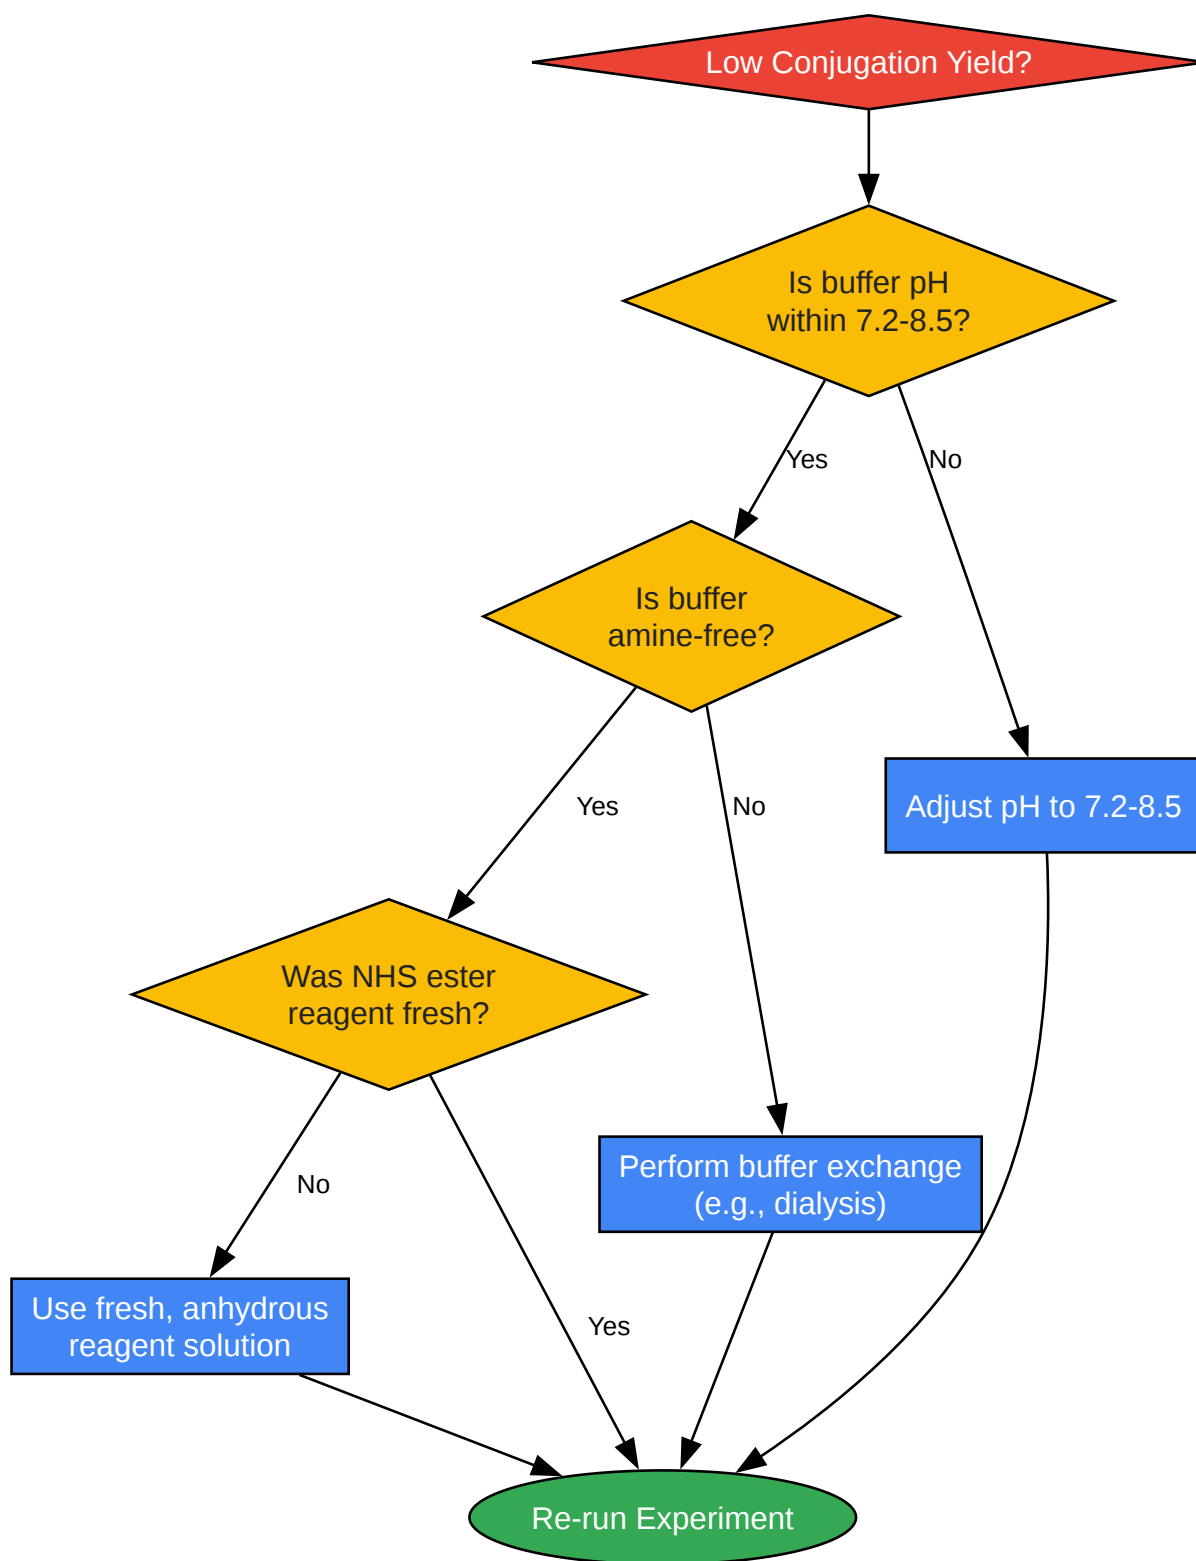 Low Conjugation Yield?
Is buffer pH
within 7.2-8.5?
Yes
No
Is buffer
amine-free?
Yes
No
Adjust pH to 7.2-8.5
Was NHS ester
reagent fresh?
No
Yes
Perform buffer exchange
(e.g., dialysis)
Use fresh, anhydrous
reagent solution
Re-run Experiment